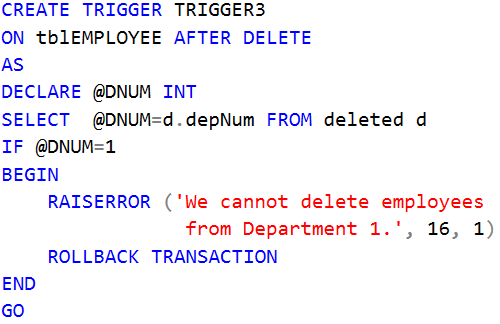 CREATE TRIGGER TRIGGER3
ON tblEMPLOYEE AFTER DELETE
AS
DECLARE @DNUM INT
SELECT  @DNUM=d.depNum FROM deleted d
IF @DNUM=1
BEGIN
    RAISERROR ('We cannot delete employees
                from Department 1.', 16, 1)
    ROLLBACK TRANSACTION
END
GO